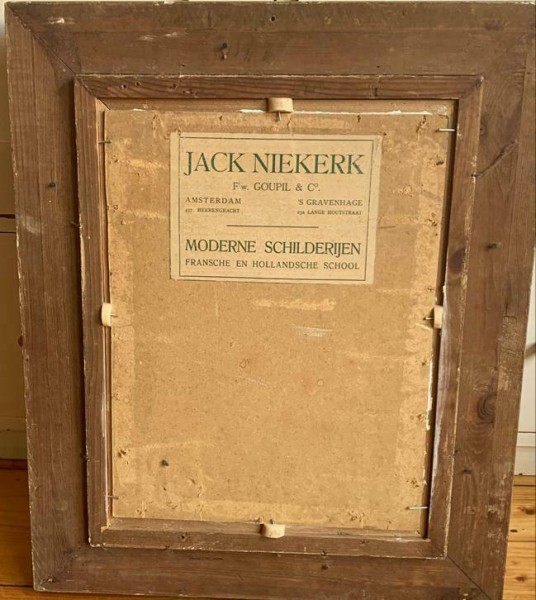 JACK NIEKERK
Fw. GOUPIL & Co.
AMSTERDAM 'S GRAVENHAGE
HEERENGRACHT LANGE HOUTSTRAAT
MODERNE SCHILDERIJEN
FRANSCHE EN HOLLANDSCHE SCHOOL